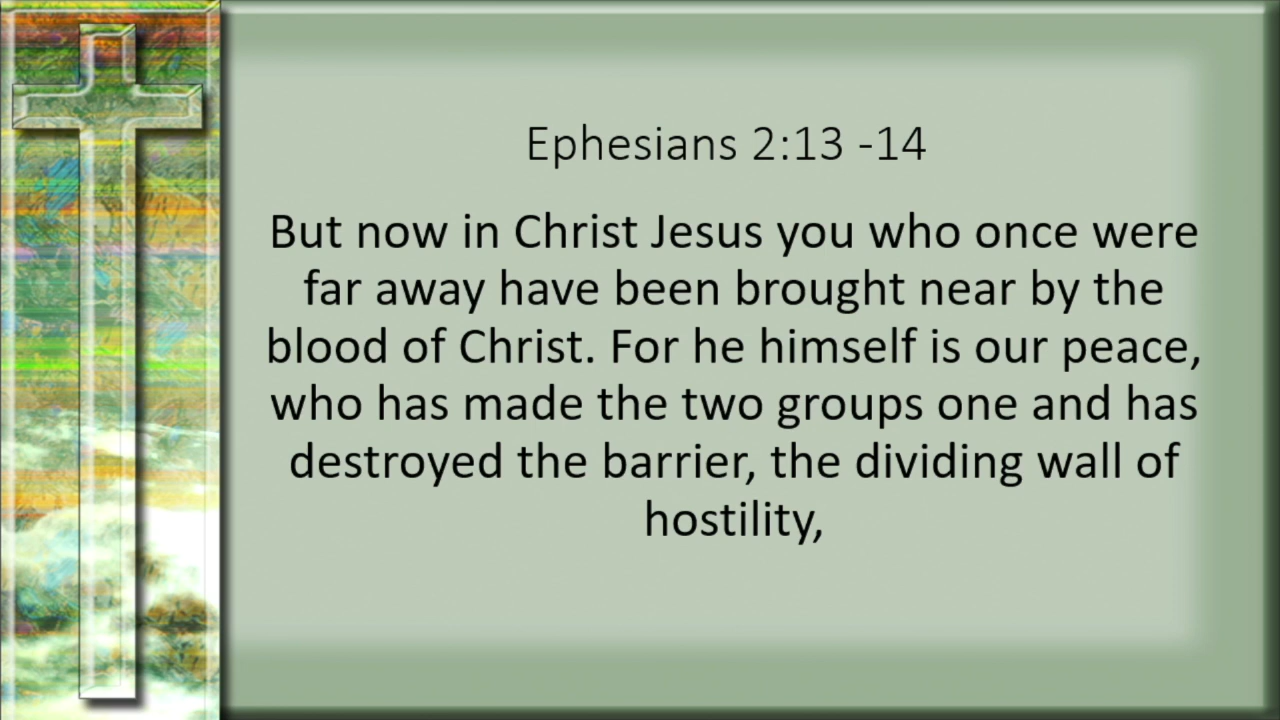 Ephesians 2:13 -14
But now in Christ Jesus you who once were
far away have been brought near by the
blood of Christ. For he himself is our peace,
who has made the two groups one and has
destroyed the barrier, the dividing wall of
hostility,